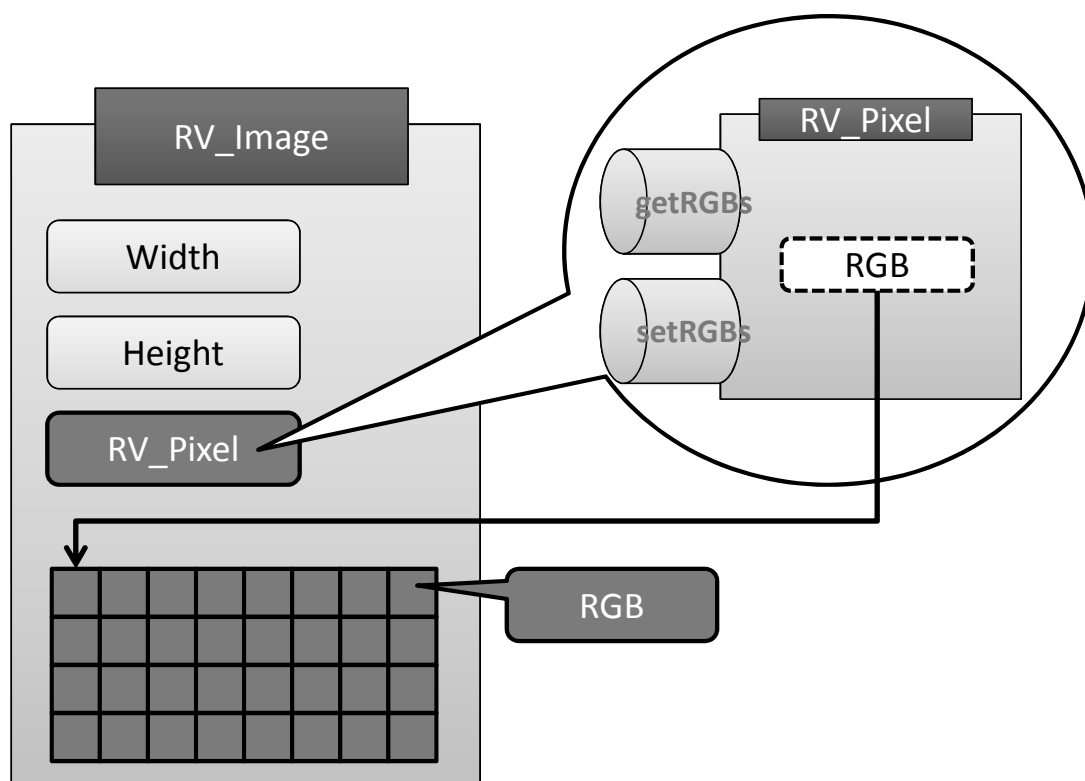 RV_Image
Width
Height
RV_Pixel
RV_Pixel
getRGBs
setRGBs
RGB
RGB